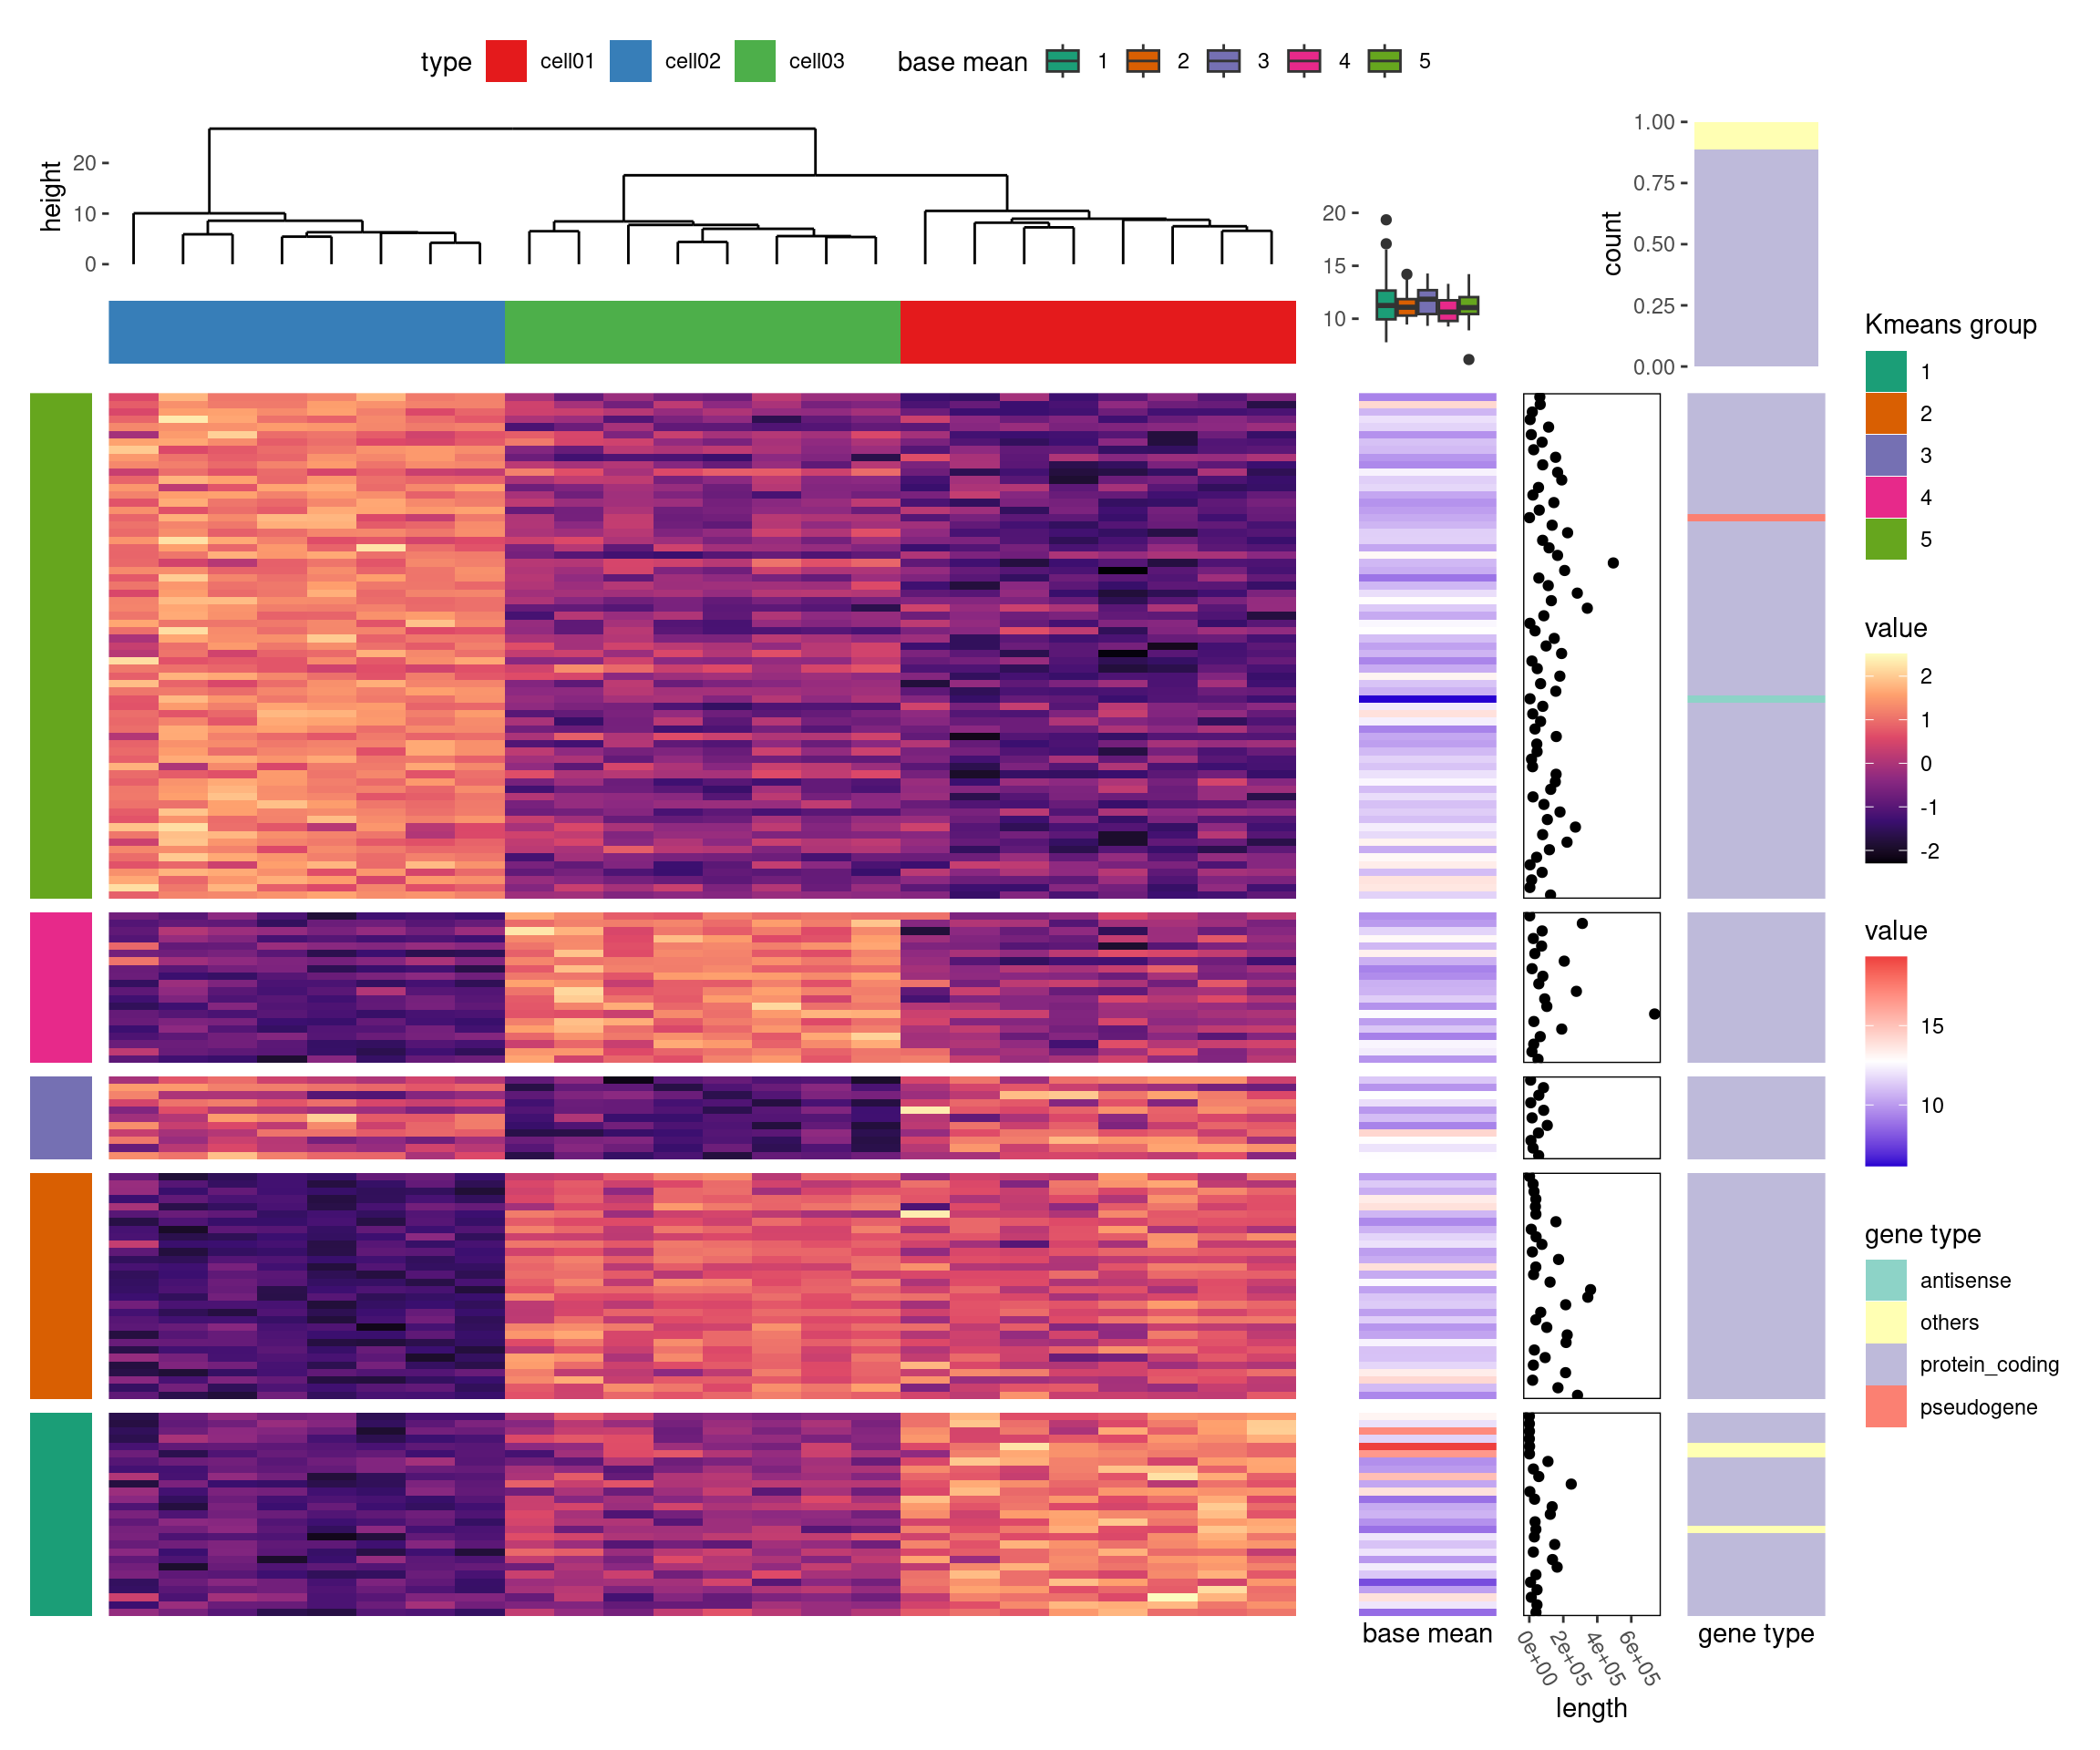 type cell01 cell02 cell03 base mean 1 2 3 4 5
height
20
10
0
20
15
10
count
1.00
0.75
0.50
0.25
0.00
Kmeans group
1
2
3
4
5
value
2
1
0
-1
-2
value
15
10
gene type
antisense
others
protein_coding
pseudogene
base mean
0e+00 2e+05 4e+05 6e+05
length
gene type